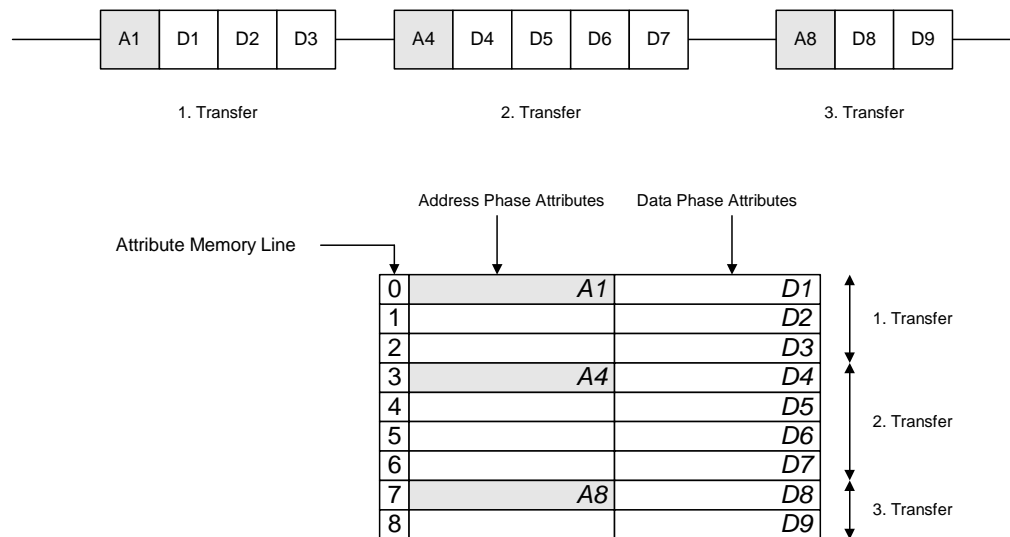 A1 D1 D2 D3 A4 D4 D5 D6 D7 A8 D8 D9
1. Transfer 2. Transfer 3. Transfer
Address Phase Attributes Data Phase Attributes
Attribute Memory Line
0 A1 D1
1 D2
1. Transfer
2 D3
3 A4 D4
4 D5
2. Transfer
5 D6
6 D7
7 A8 D8
3. Transfer
8 D9